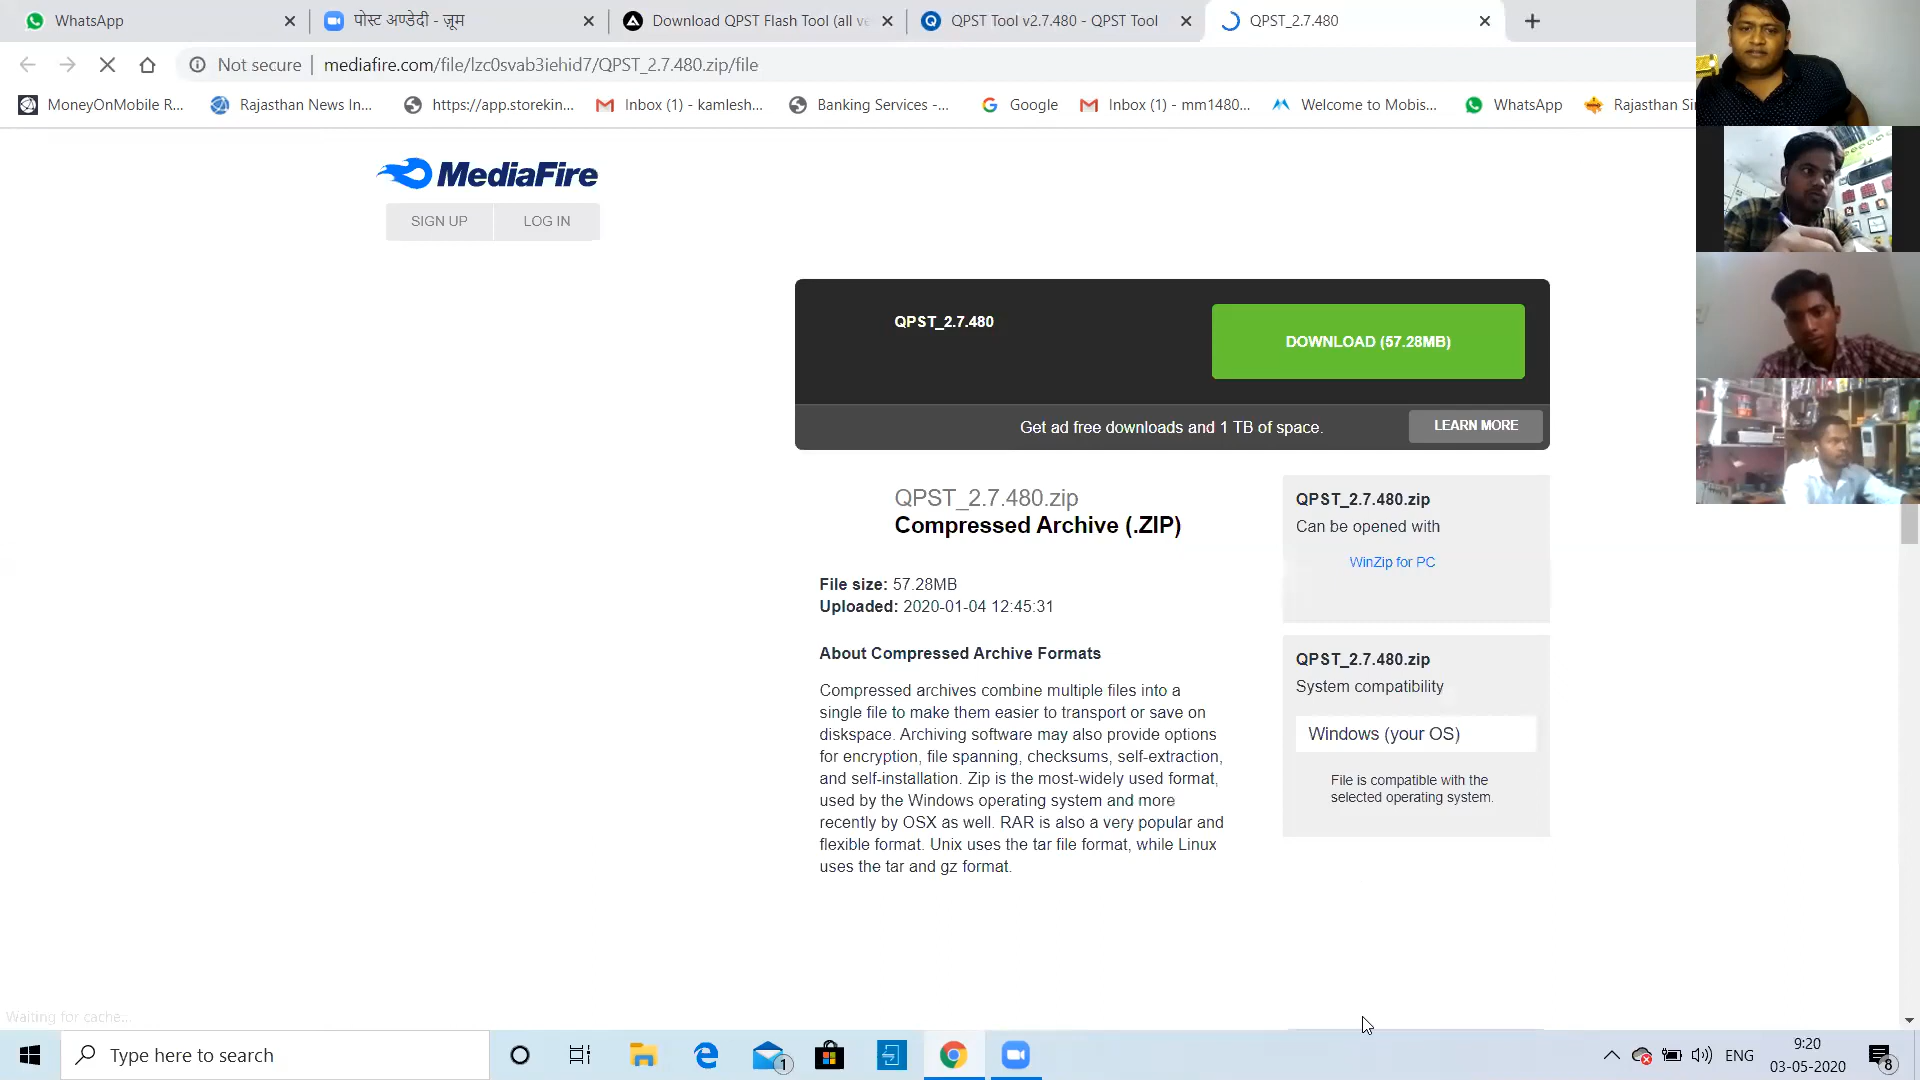 WhatsApp
पोस्ट अण्डेदी - ज़ूम
Download QPST Flash Tool (all ve
QPST Tool v2.7.480 - QPST Tool
QPST_2.7.480
Not secure | mediafire.com/file/lzc0svab3iehid7/QPST_2.7.480.zip/file
MoneyOnMobile R...
Rajasthan News In...
https://app.storekin...
Inbox (1) - kamlesh...
Banking Services -...
Google
Inbox (1) - mm1480...
Welcome to Mobis...
WhatsApp
Rajasthan Si
MediaFire
SIGN UP
LOG IN
QPST_2.7.480
DOWNLOAD (57.28MB)
Get ad free downloads and 1 TB of space.
LEARN MORE
QPST_2.7.480.zip
Compressed Archive (.ZIP)
File size: 57.28MB
Uploaded: 2020-01-04 12:45:31
About Compressed Archive Formats
Compressed archives combine multiple files into a
single file to make them easier to transport or save on
diskspace. Archiving software may also provide options
for encryption, file spanning, checksums, self-extraction,
and self-installation. Zip is the most-widely used format,
used by the Windows operating system and more
recently by OSX as well. RAR is also a very popular and
flexible format. Unix uses the tar file format, while Linux
uses the tar and gz format.
QPST_2.7.480.zip
Can be opened with
WinZip for PC
QPST_2.7.480.zip
System compatibility
Windows (your OS)
File is compatible with the
selected operating system.
Waiting for cache...
Type here to search
1
ENG
9:20
03-05-2020
8